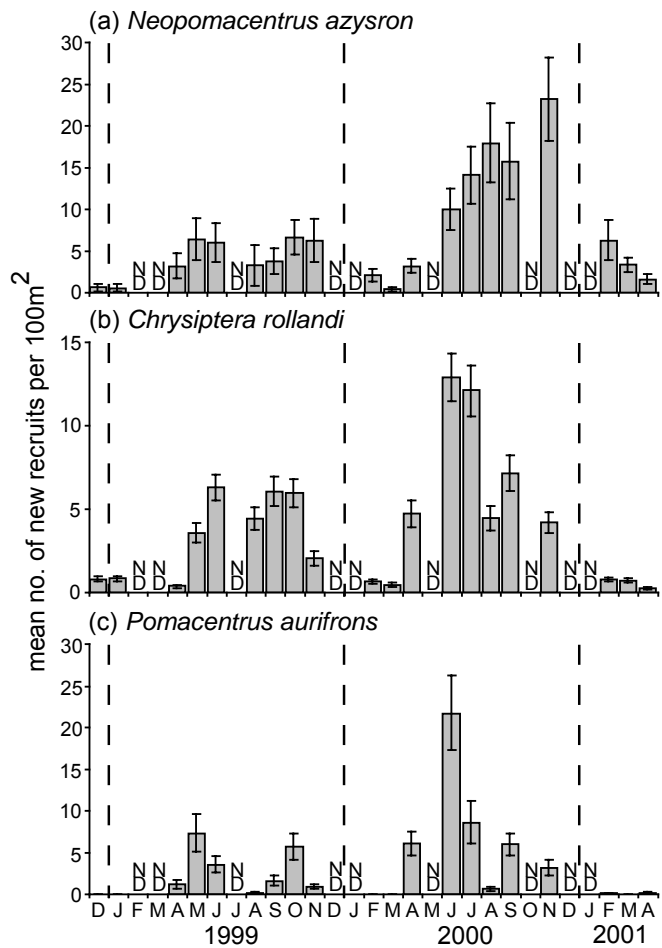 (a) Neopomacentrus azysron
30
25
20
15
10
5
0
N D N D N D N D N D N D N D N D N D
(b) Chrysiptera rollandi
15
10
5
0
N D N D N D N D N D N D N D N D N D
(c) Pomacentrus aurifrons
30
25
20
15
10
5
0
N D N D N D N D N D N D N D N D N D
D J F M A M J J A S O N D J F M A M J J A S O N D J F M A
1999 2000 2001
mean no. of new recruits per 100m²